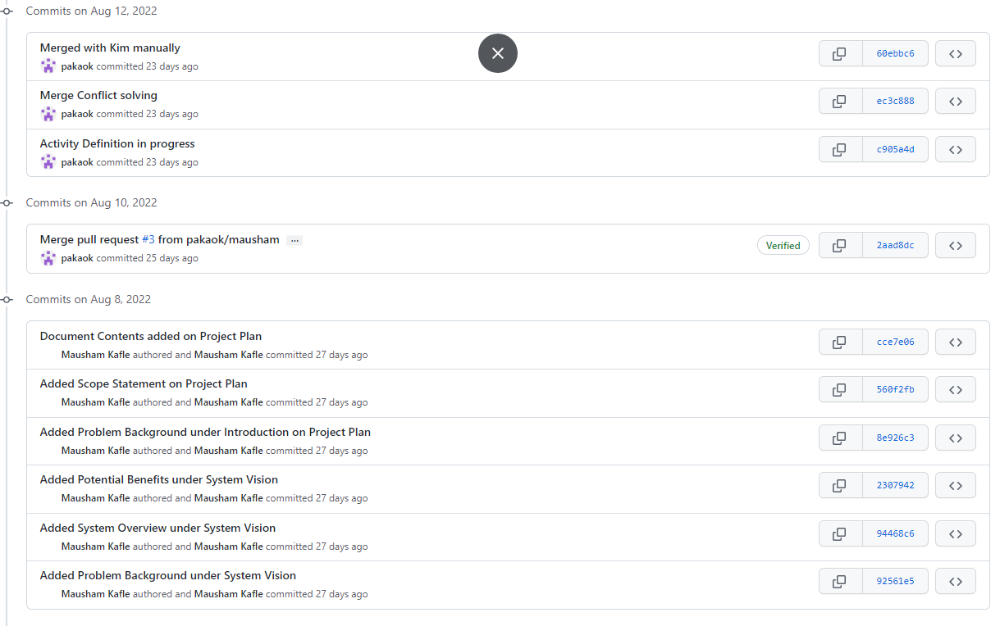 Commits on Aug 12, 2022
Merged with Kim manually
pakaok committed 23 days ago
60ebbc6
Merge Conflict solving
pakaok committed 23 days ago
ec3c888
Activity Definition in progress
pakaok committed 23 days ago
c905a4d
Commits on Aug 10, 2022
Merge pull request #3 from pakaok/mausham ...
pakaok committed 25 days ago
Verified
2aad8dc
Commits on Aug 8, 2022
Document Contents added on Project Plan
Mausham Kafle authored and Mausham Kafle committed 27 days ago
cce7e06
Added Scope Statement on Project Plan
Mausham Kafle authored and Mausham Kafle committed 27 days ago
560f2fb
Added Problem Background under Introduction on Project Plan
Mausham Kafle authored and Mausham Kafle committed 27 days ago
8e926c3
Added Potential Benefits under System Vision
Mausham Kafle authored and Mausham Kafle committed 27 days ago
2307942
Added System Overview under System Vision
Mausham Kafle authored and Mausham Kafle committed 27 days ago
94468c6
Added Problem Background under System Vision
Mausham Kafle authored and Mausham Kafle committed 27 days ago
92561e5